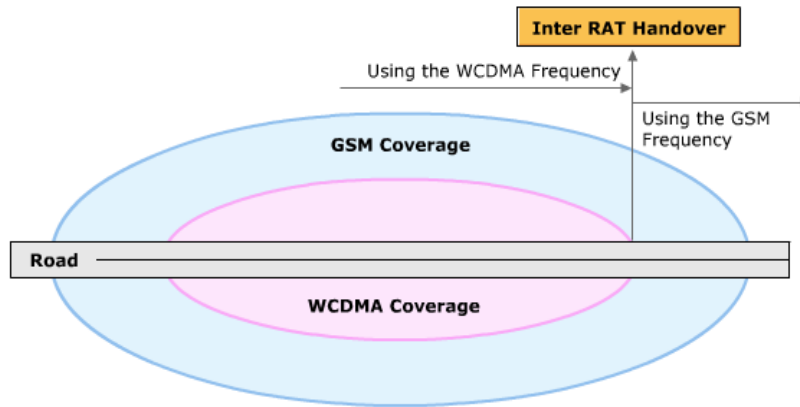 Inter RAT Handover
Using the WCDMA Frequency
Using the GSM
Frequency
GSM Coverage
Road
WCDMA Coverage